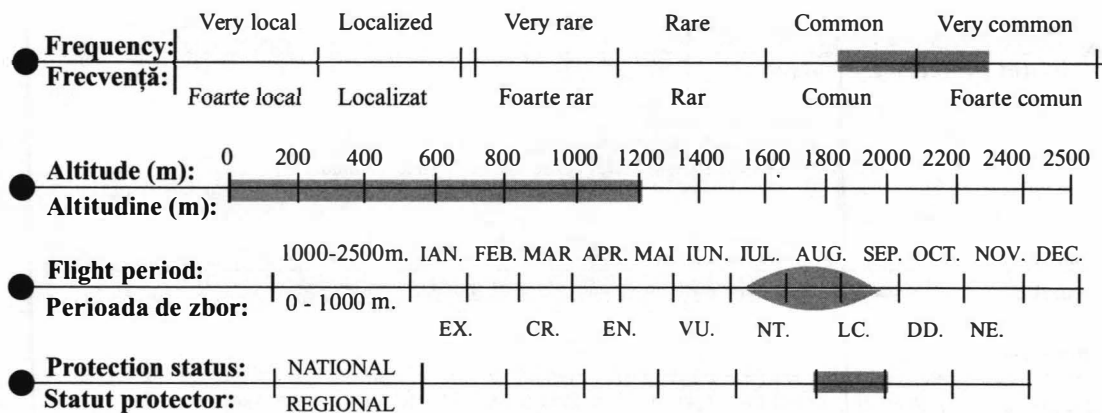 Very local Localized Very rare Rare Common Very common
Frequency:
Frecvență:
Foarte local Localizat Foarte rar Rar Comun Foarte comun
0 200 400 600 800 1000 1200 1400 1600 1800 2000 2200 2500
Altitude (m):
Altitudine (m):
1000-2500m. IAN. FEB. MAR APR. MAI IUN. IUL. AUG. SEP. OCT. NOV. DEC.
Flight period:
Perioada de zbor: 0 - 1000 m.
EX. CR. EN. VU. NT. LC. DD. NE.
Protection status: NATIONAL
Statut protector: REGIONAL